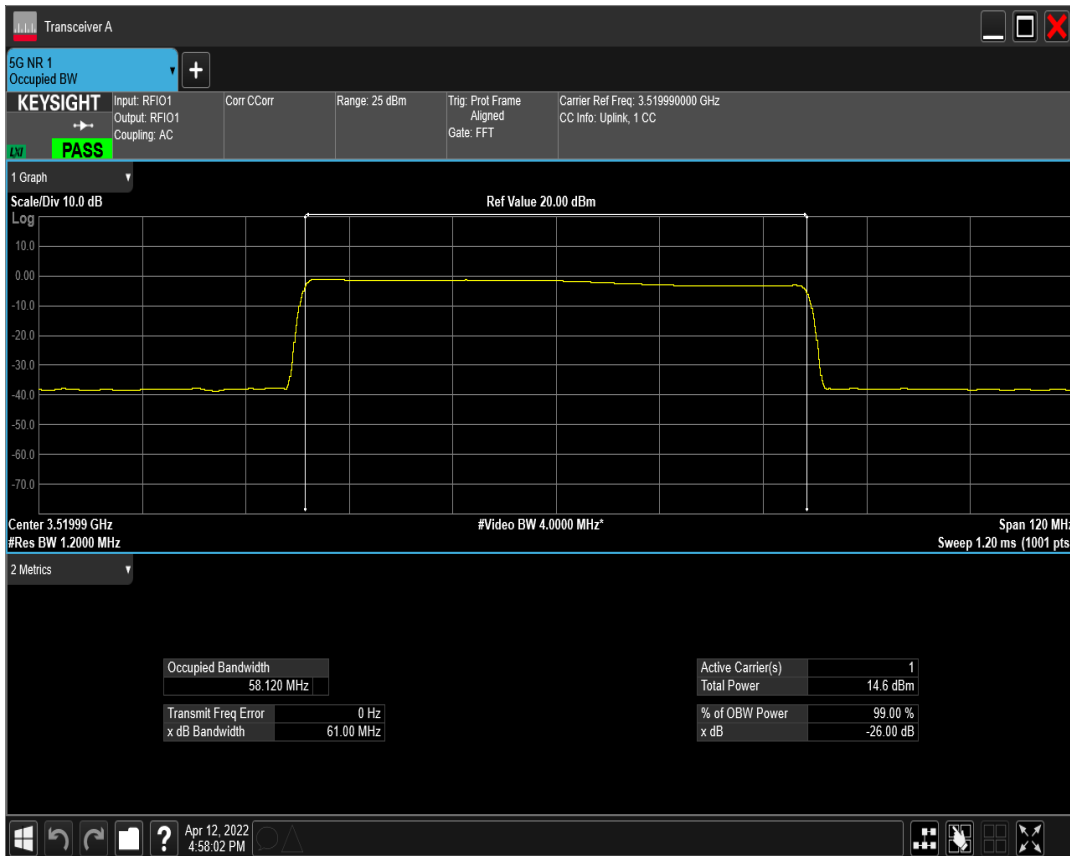 Transceiver A
5G NR 1
Occupied BW
+
KEYSIGHT
Input: RFIO1
Output: RFIO1
Coupling: AC
LXI
PASS
Corr CCorr
Range: 25 dBm
Trig: Prot Frame
Aligned
Gate: FFT
Carrier Ref Freq: 3.519990000 GHz
CC Info: Uplink, 1 CC
1 Graph
Scale/Div 10.0 dB
Ref Value 20.00 dBm
Log
10.0
0.00
-10.0
-20.0
-30.0
-40.0
-50.0
-60.0
-70.0
Center 3.51999 GHz
#Video BW 4.0000 MHz*
Span 120 MHz
#Res BW 1.2000 MHz
Sweep 1.20 ms (1001 pts
2 Metrics
Occupied Bandwidth
58.120 MHz
Transmit Freq Error 0 Hz
x dB Bandwidth 61.00 MHz
Active Carrier(s) 1
Total Power 14.6 dBm
% of OBW Power 99.00 %
x dB -26.00 dB
?
Apr 12, 2022
4:58:02 PM